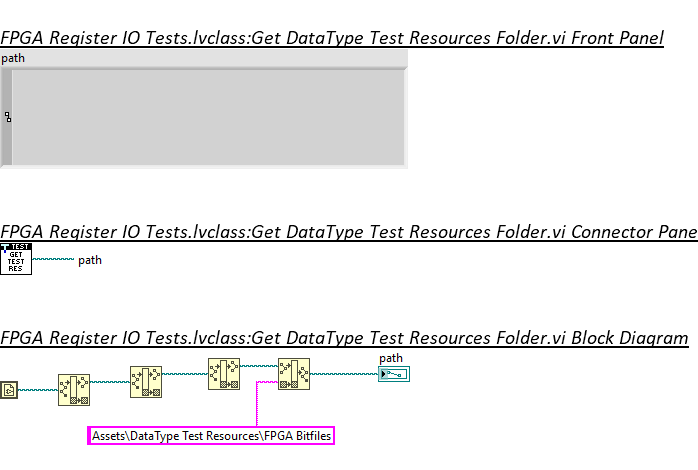 FPGA Register IO Tests.lvclass:Get DataType Test Resources Folder.vi Front Panel
path
FPGA Register IO Tests.lvclass:Get DataType Test Resources Folder.vi Connector Pane
TEST
GET
TEST
RES
path
FPGA Register IO Tests.lvclass:Get DataType Test Resources Folder.vi Block Diagram
path
Assets\DataType Test Resources\FPGA Bitfiles